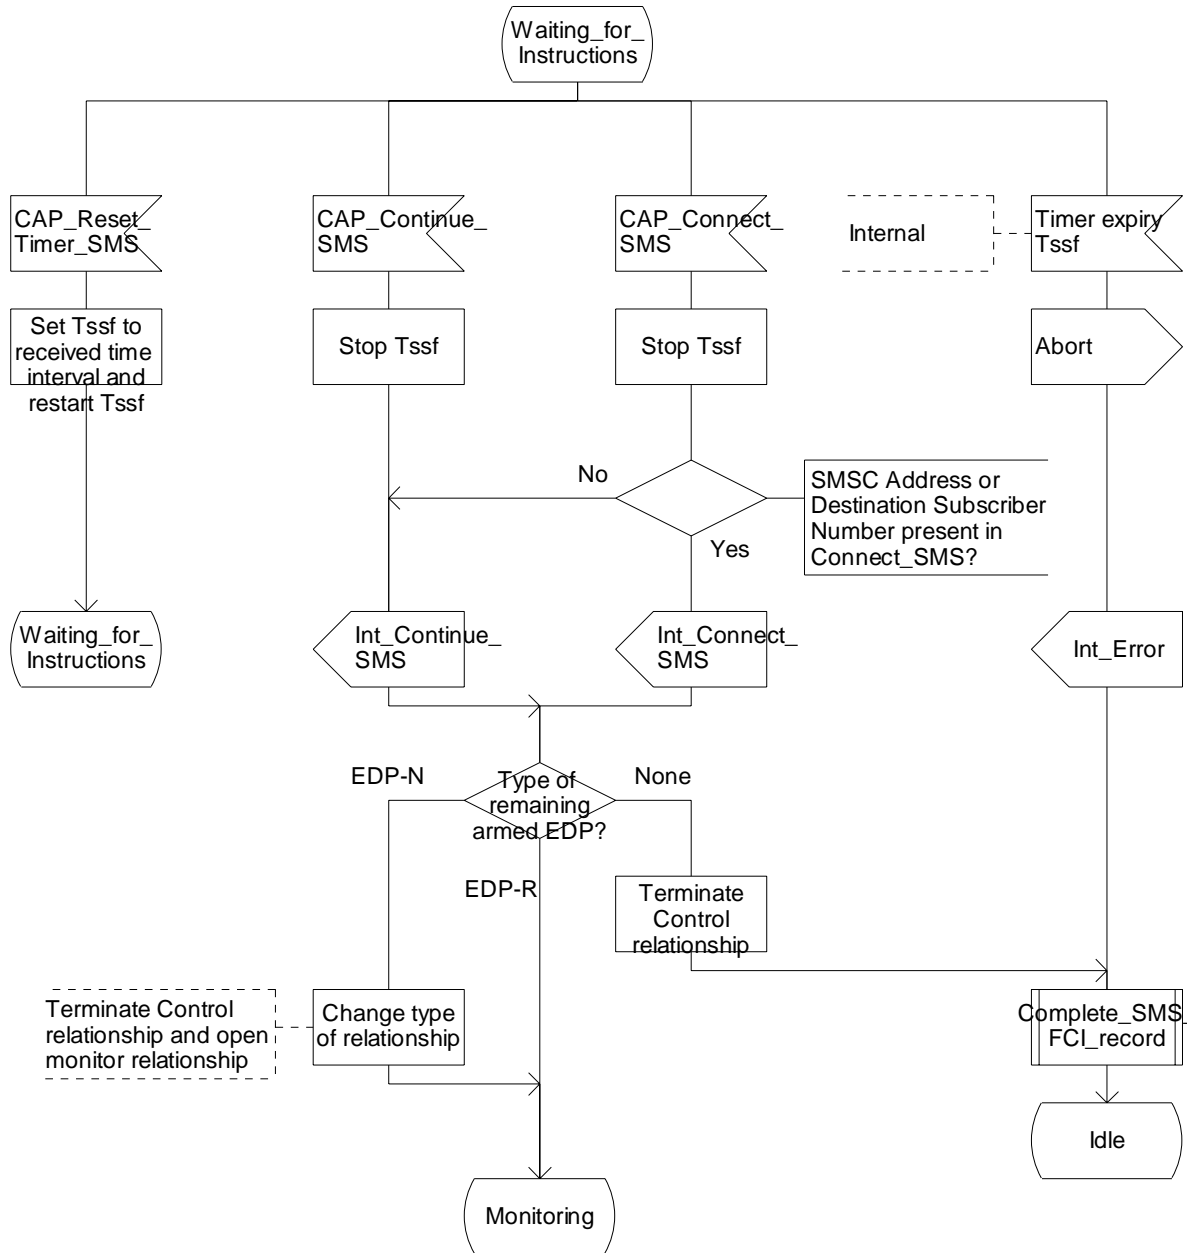 Waiting_for_
Instructions
CAP_Reset_
Timer_SMS
CAP_Continue_
SMS
CAP_Connect_
SMS
Internal
Timer expiry
Tssf
Set Tssf to
received time
interval and
restart Tssf
Stop Tssf
Stop Tssf
Abort
No
Yes
SMSC Address or
Destination Subscriber
Number present in
Connect_SMS?
Waiting_for_
Instructions
Int_Continue_
SMS
Int_Connect_
SMS
Int_Error
EDP-N
Type of
remaining
armed EDP?
None
EDP-R
Terminate
Control
relationship
Terminate Control
relationship and open
monitor relationship
Change type
of relationship
Complete_SMS_
FCI_record
Idle
Monitoring